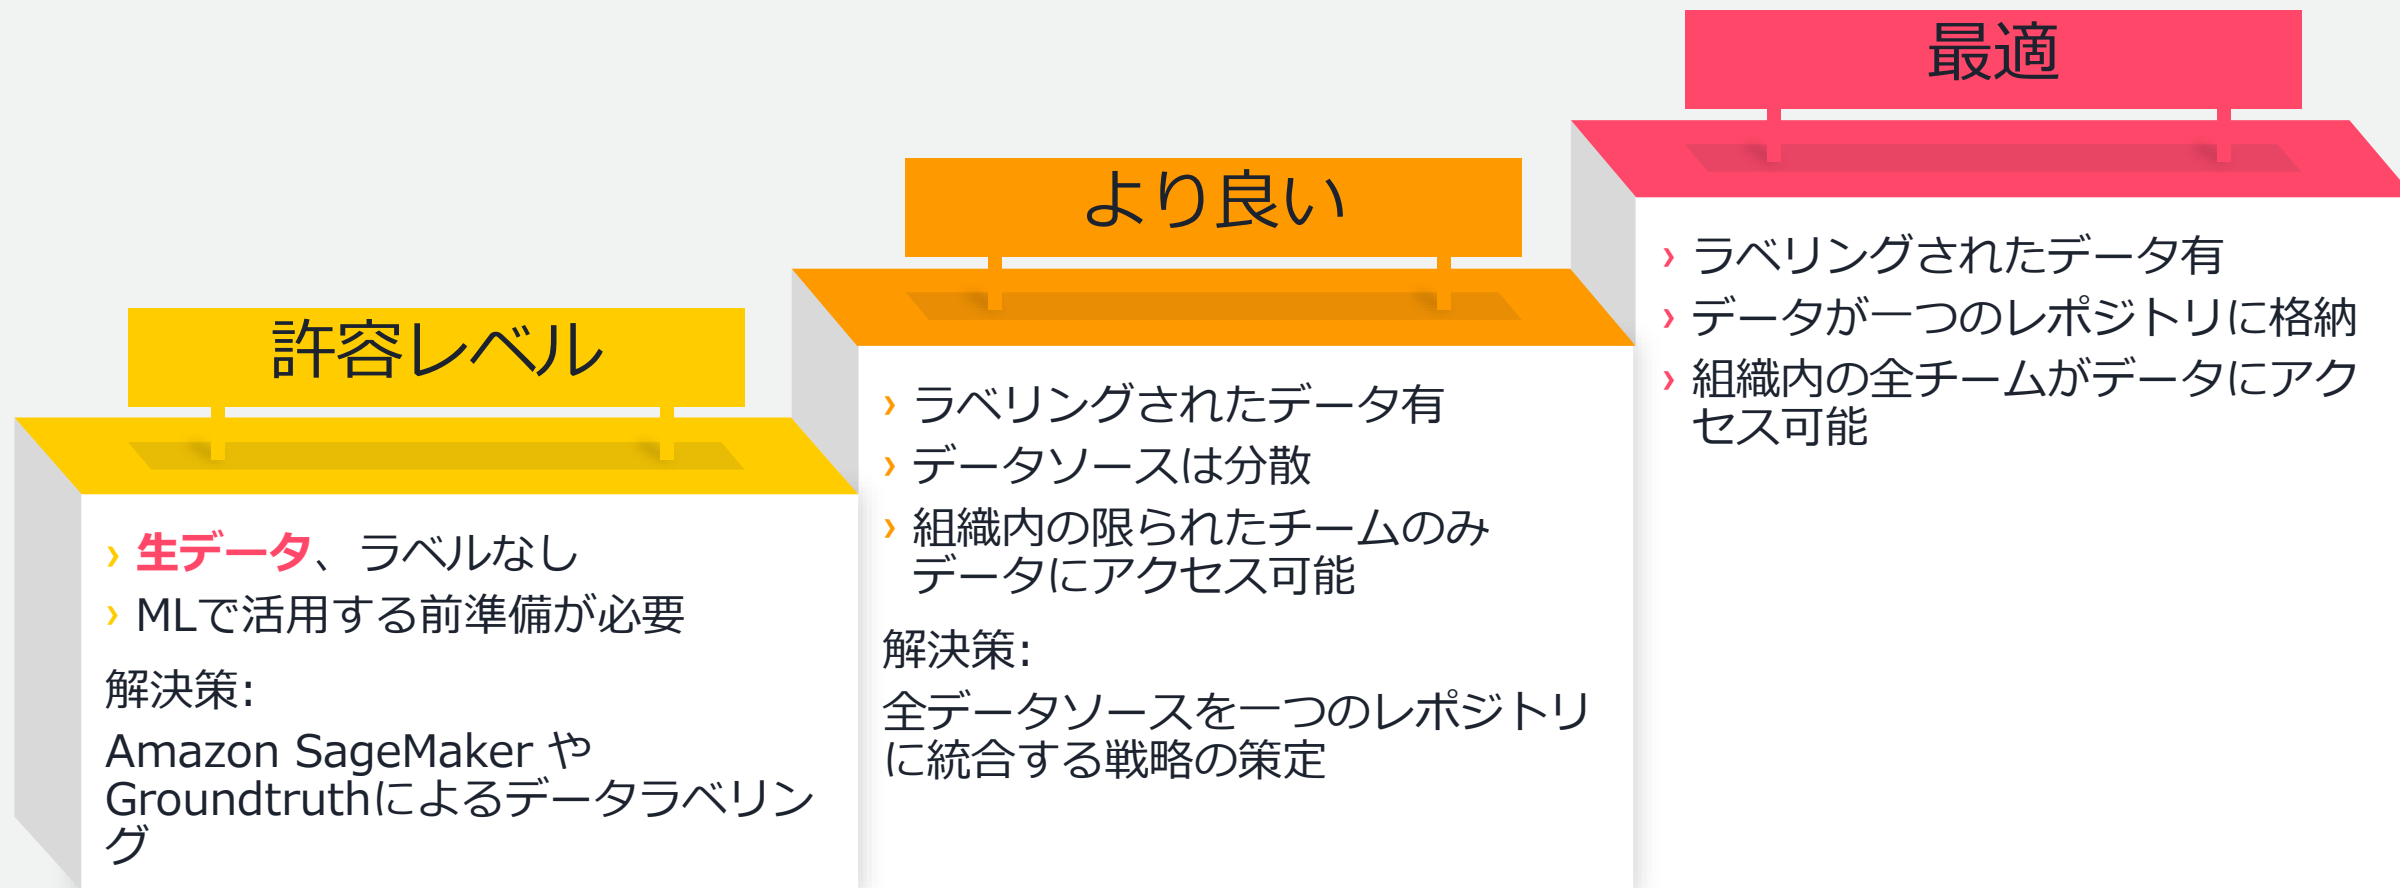 許容レベル
› 生データ、ラベルなし
› MLで活用する前準備が必要
解決策:
Amazon SageMaker や
Groundtruthによるデータラベリン
グ
より良い
› ラベリングされたデータ有
› データソースは分散
› 組織内の限られたチームのみ
データにアクセス可能
解決策:
全データソースを一つのレポジトリ
に統合する戦略の策定
最適
› ラベリングされたデータ有
› データが一つのレポジトリに格納
› 組織内の全チームがデータにアク
セス可能